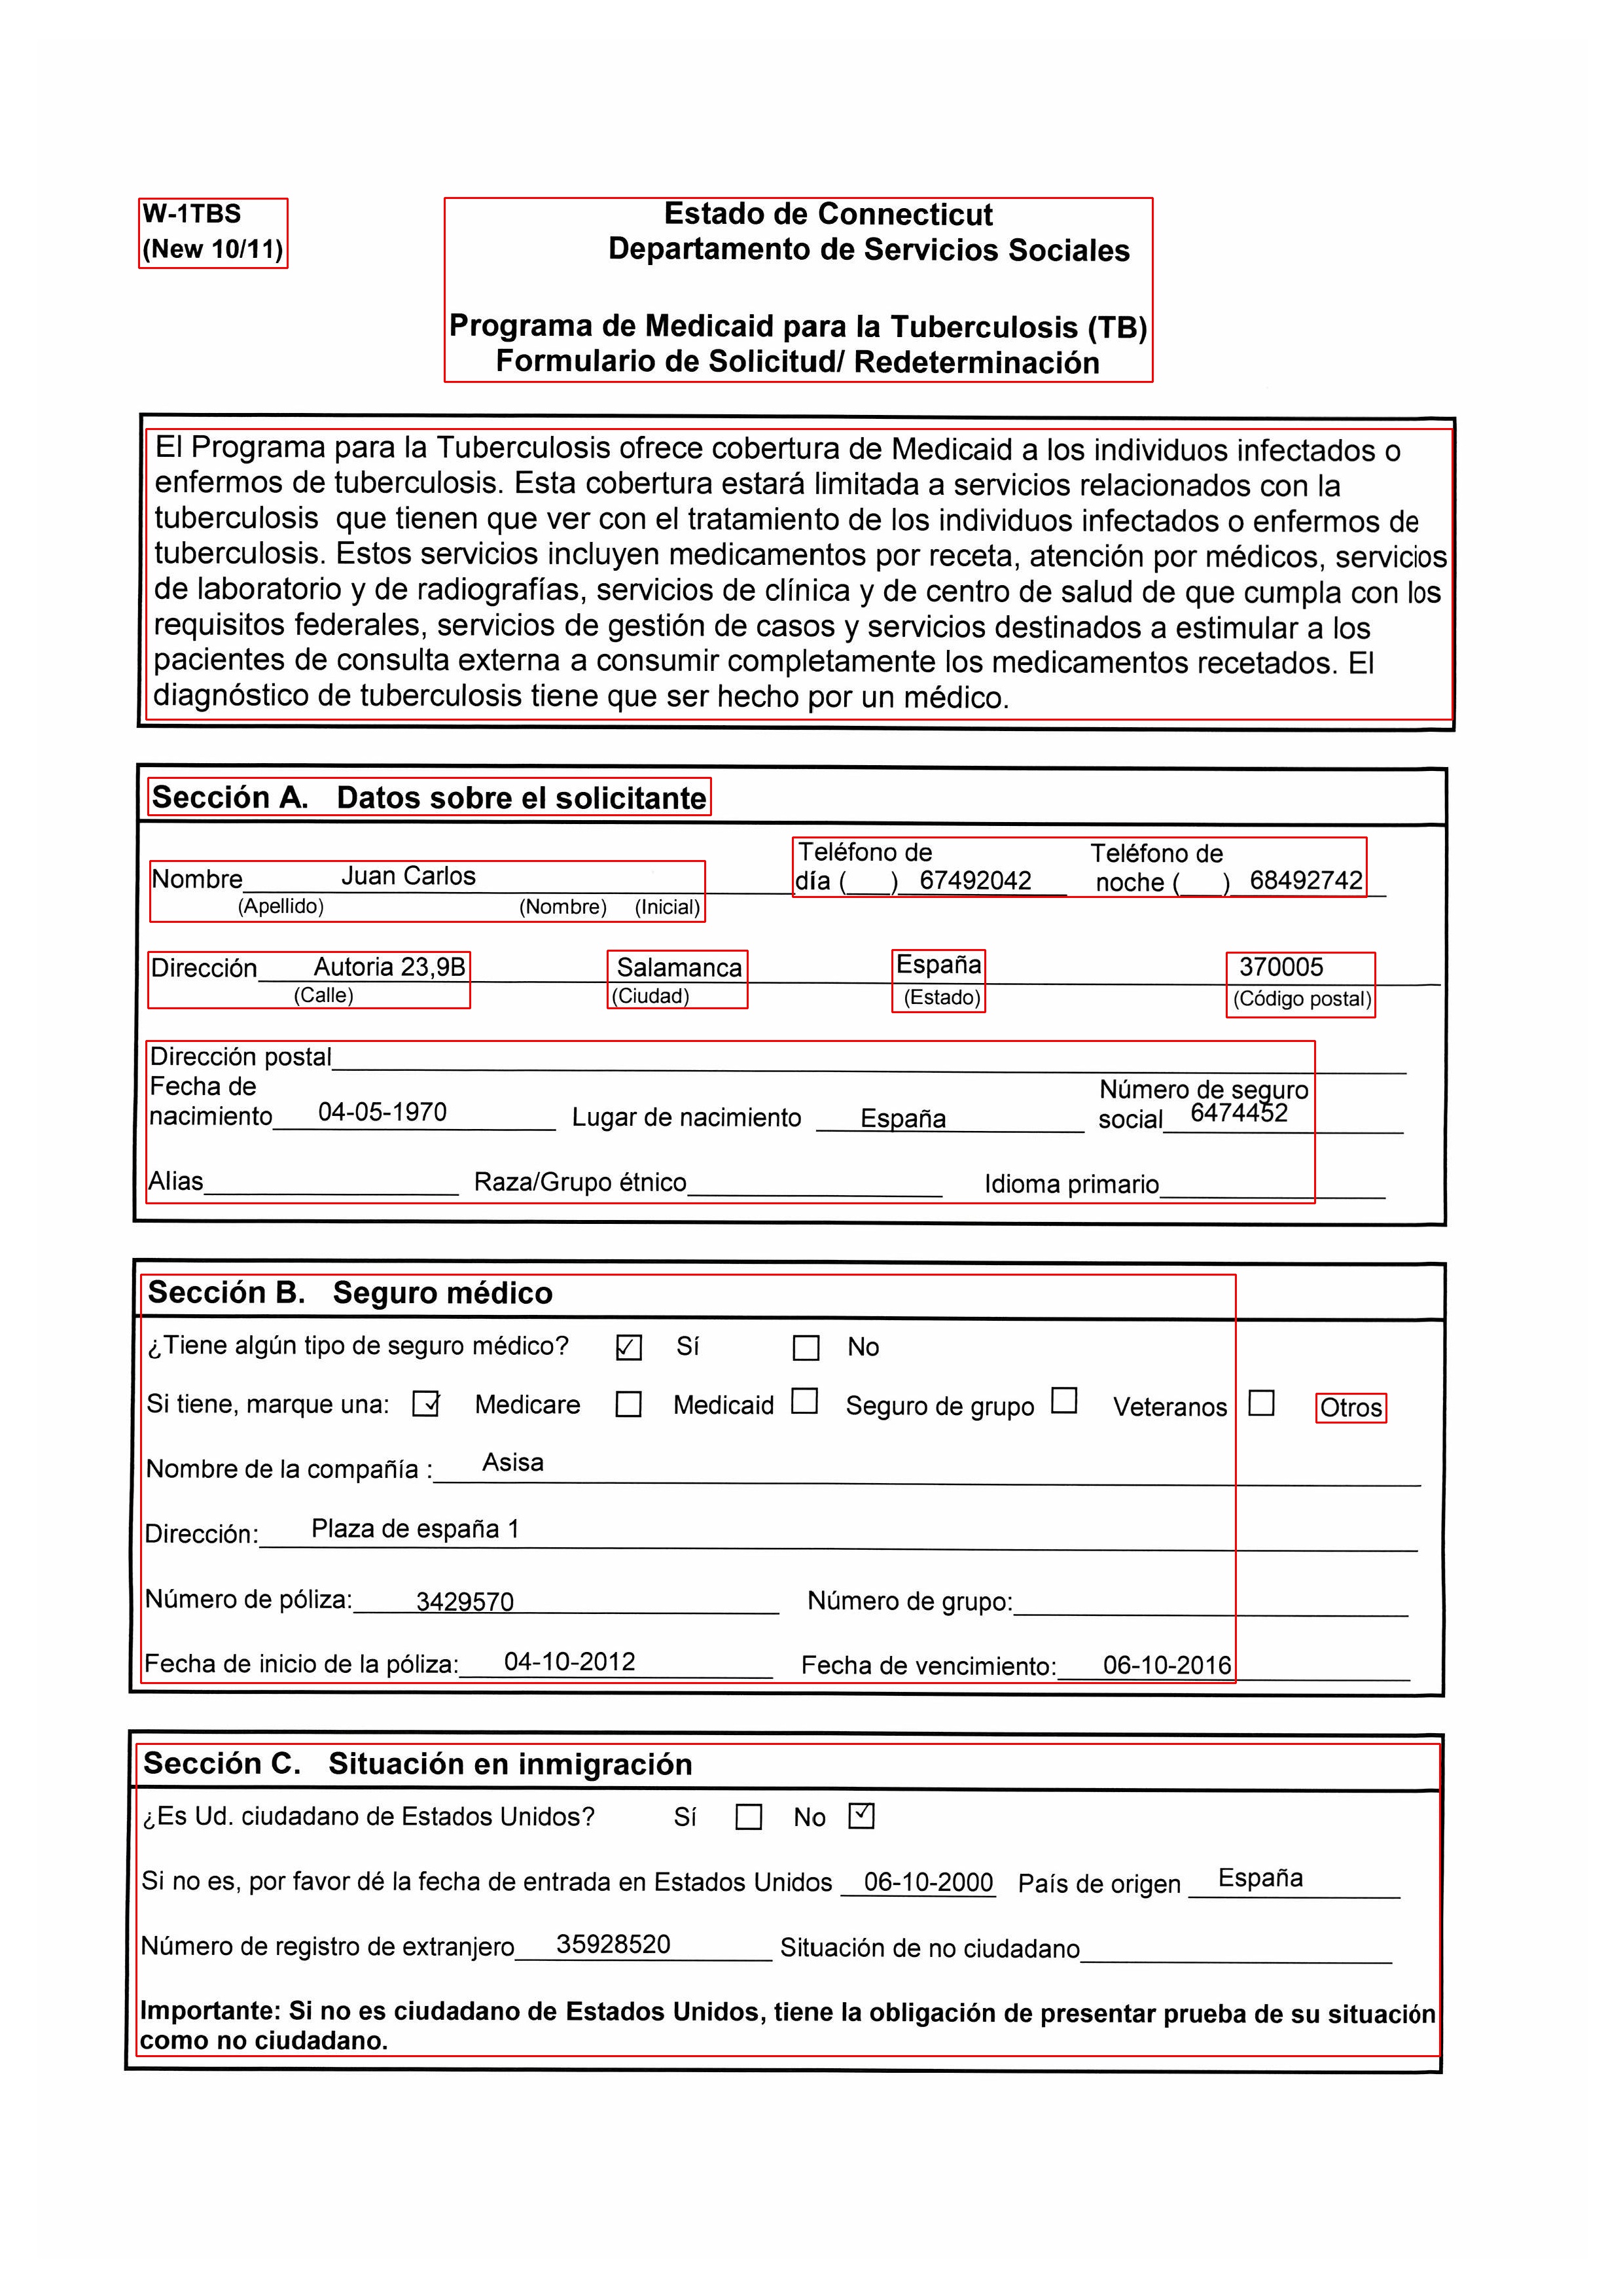 W-1TBS
(New 10/11)
Estado de Connecticut
Departamento de Servicios Sociales
Programa de Medicaid para la Tuberculosis (TB)
Formulario de Solicitud/ Redeterminación
El Programa para la Tuberculosis ofrece cobertura de Medicaid a los individuos infectados o
enfermos de tuberculosis. Esta cobertura estará limitada a servicios relacionados con la
tuberculosis que tienen que ver con el tratamiento de los individuos infectados o enfermos de
tuberculosis. Estos servicios incluyen medicamentos por receta, atención por médicos, servicios
de laboratorio y de radiografías, servicios de clínica y de centro de salud de que cumpla con los
requisitos federales, servicios de gestión de casos y servicios destinados a estimular a los
pacientes de consulta externa a consumir completamente los medicamentos recetados. El
diagnóstico de tuberculosis tiene que ser hecho por un médico.
Sección A. Datos sobre el solicitante
Teléfono de Teléfono de
Nombre Juan Carlos día ( ) 67492042 noche ( ) 68492742
(Apellido) (Nombre) (Inicial)
Dirección Autoria 23,9B Salamanca España 370005
(Calle) (Ciudad) (Estado) (Código postal)
Dirección postal
Fecha de Número de seguro
nacimiento 04-05-1970 Lugar de nacimiento España social 6474452
Alias Raza/Grupo étnico Idioma primario
Sección B. Seguro médico
¿Tiene algún tipo de seguro médico? ☑ Sí ☐ No
Si tiene, marque una: ☑ Medicare ☐ Medicaid ☐ Seguro de grupo ☐ Veteranos ☐ Otros
Nombre de la compañía : Asisa
Dirección: Plaza de españa 1
Número de póliza: 3429570 Número de grupo:
Fecha de inicio de la póliza: 04-10-2012 Fecha de vencimiento: 06-10-2016
Sección C. Situación en inmigración
¿Es Ud. ciudadano de Estados Unidos? Sí ☐ No ☑
Si no es, por favor dé la fecha de entrada en Estados Unidos 06-10-2000 País de origen España
Número de registro de extranjero 35928520 Situación de no ciudadano
Importante: Si no es ciudadano de Estados Unidos, tiene la obligación de presentar prueba de su situación
como no ciudadano.